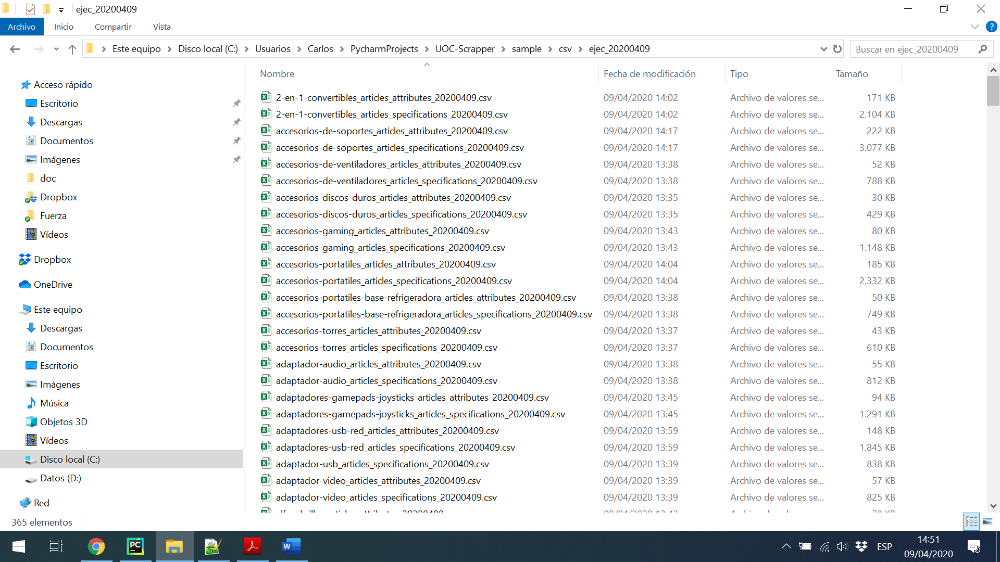 ejec_20200409
Archivo Inicio Compartir Vista
Este equipo Disco local (C:) Usuarios Carlos PycharmProjects UOC-Scrapper sample csv ejec_20200409 Buscar en ejec_20200409
Acceso rápido
Escritorio
Descargas
Documentos
Imágenes
doc
Dropbox
Fuerza
Vídeos
Dropbox
OneDrive
Este equipo
Descargas
Documentos
Escritorio
Imágenes
Música
Objetos 3D
Vídeos
Disco local (C:)
Datos (D:)
Red
Nombre Fecha de modificación Tipo Tamaño
2-en-1-convertibles_articles_attributes_20200409.csv 09/04/2020 14:02 Archivo de valores se... 171 KB
2-en-1-convertibles_articles_specifications_20200409.csv 09/04/2020 14:02 Archivo de valores se... 2.104 KB
accesorios-de-soportes_articles_attributes_20200409.csv 09/04/2020 14:17 Archivo de valores se... 222 KB
accesorios-de-soportes_articles_specifications_20200409.csv 09/04/2020 14:17 Archivo de valores se... 3.077 KB
accesorios-de-ventiladores_articles_attributes_20200409.csv 09/04/2020 13:38 Archivo de valores se... 52 KB
accesorios-de-ventiladores_articles_specifications_20200409.csv 09/04/2020 13:38 Archivo de valores se... 788 KB
accesorios-discos-duros_articles_attributes_20200409.csv 09/04/2020 13:35 Archivo de valores se... 30 KB
accesorios-discos-duros_articles_specifications_20200409.csv 09/04/2020 13:35 Archivo de valores se... 429 KB
accesorios-gaming_articles_attributes_20200409.csv 09/04/2020 13:43 Archivo de valores se... 80 KB
accesorios-gaming_articles_specifications_20200409.csv 09/04/2020 13:43 Archivo de valores se... 1.148 KB
accesorios-portatiles_articles_attributes_20200409.csv 09/04/2020 14:04 Archivo de valores se... 185 KB
accesorios-portatiles_articles_specifications_20200409.csv 09/04/2020 14:04 Archivo de valores se... 2.332 KB
accesorios-portatiles-base-refrigeradora_articles_attributes_20200409.csv 09/04/2020 13:38 Archivo de valores se... 50 KB
accesorios-portatiles-base-refrigeradora_articles_specifications_20200409.csv 09/04/2020 13:38 Archivo de valores se... 749 KB
accesorios-torres_articles_attributes_20200409.csv 09/04/2020 13:37 Archivo de valores se... 43 KB
accesorios-torres_articles_specifications_20200409.csv 09/04/2020 13:37 Archivo de valores se... 610 KB
adaptador-audio_articles_attributes_20200409.csv 09/04/2020 13:38 Archivo de valores se... 55 KB
adaptador-audio_articles_specifications_20200409.csv 09/04/2020 13:38 Archivo de valores se... 812 KB
adaptadores-gamepads-joysticks_articles_attributes_20200409.csv 09/04/2020 13:45 Archivo de valores se... 94 KB
adaptadores-gamepads-joysticks_articles_specifications_20200409.csv 09/04/2020 13:45 Archivo de valores se... 1.291 KB
adaptadores-usb-red_articles_attributes_20200409.csv 09/04/2020 13:59 Archivo de valores se... 148 KB
adaptadores-usb-red_articles_specifications_20200409.csv 09/04/2020 13:59 Archivo de valores se... 1.845 KB
adaptador-usb_articles_specifications_20200409.csv 09/04/2020 13:39 Archivo de valores se... 838 KB
adaptador-video_articles_attributes_20200409.csv 09/04/2020 13:39 Archivo de valores se... 57 KB
adaptador-video_articles_specifications_20200409.csv 09/04/2020 13:39 Archivo de valores se... 825 KB
365 elementos
PC W ESP 14:51
09/04/2020